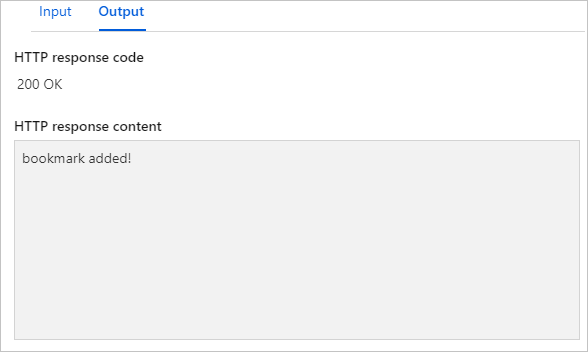 Input Output
HTTP response code
200 OK
HTTP response content
bookmark added!